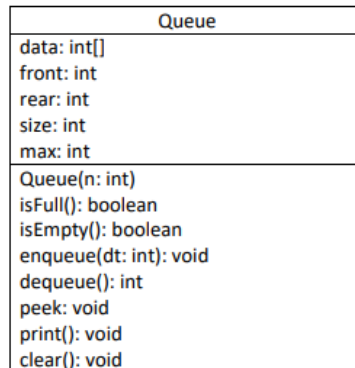 Queue
data: int[]
front: int
rear: int
size: int
max: int
Queue(n: int)
isFull(): boolean
isEmpty(): boolean
enqueue(dt: int): void
dequeue(): int
peek: void
print(): void
clear(): void